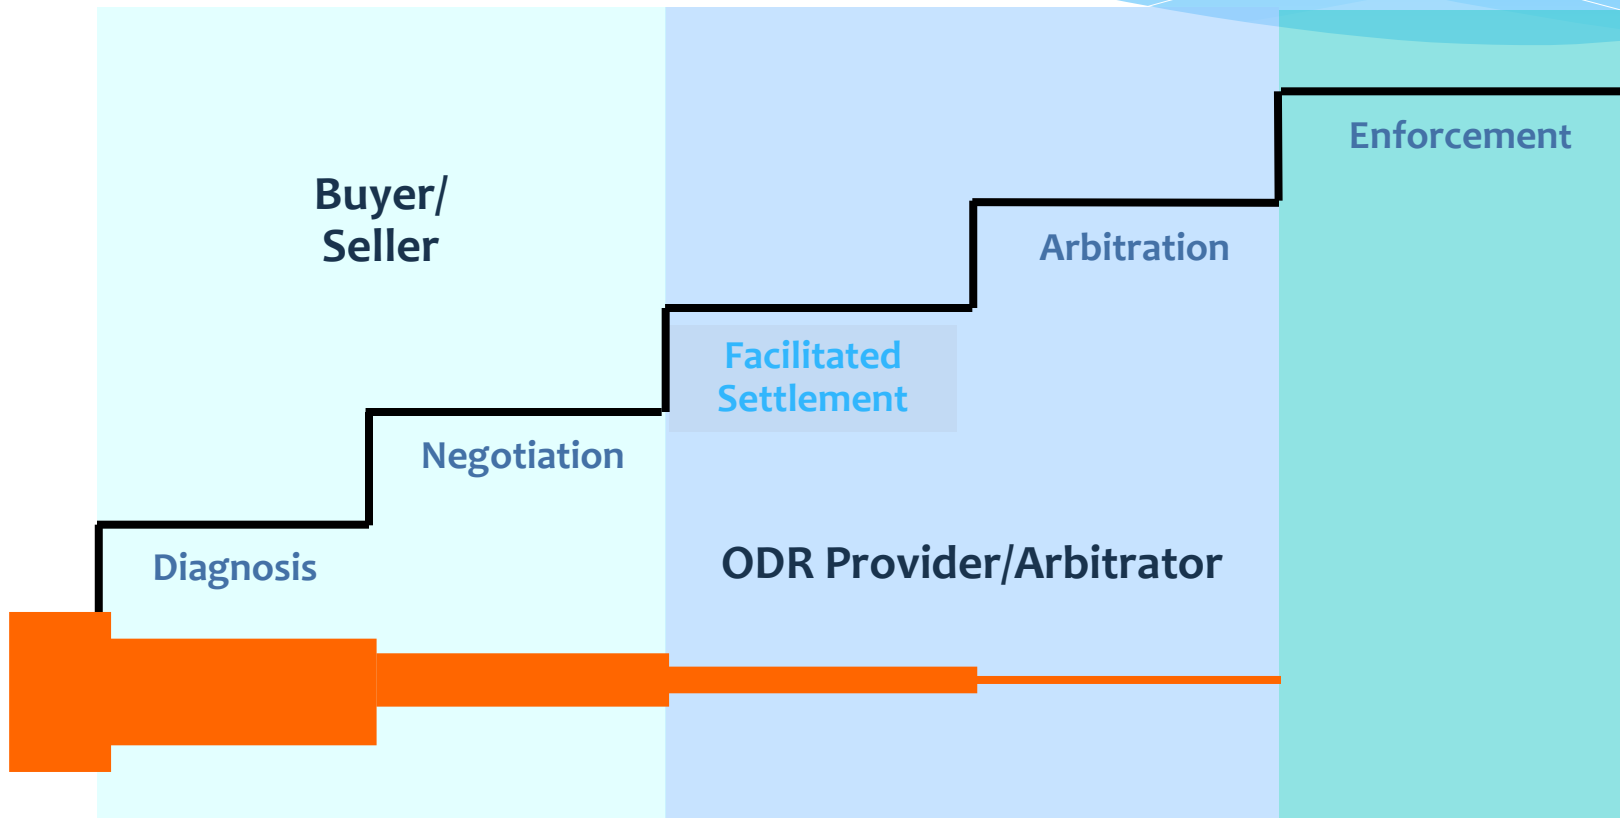 Buyer/
Seller
Diagnosis
Negotiation
Facilitated
Settlement
Arbitration
ODR Provider/Arbitrator
Enforcement